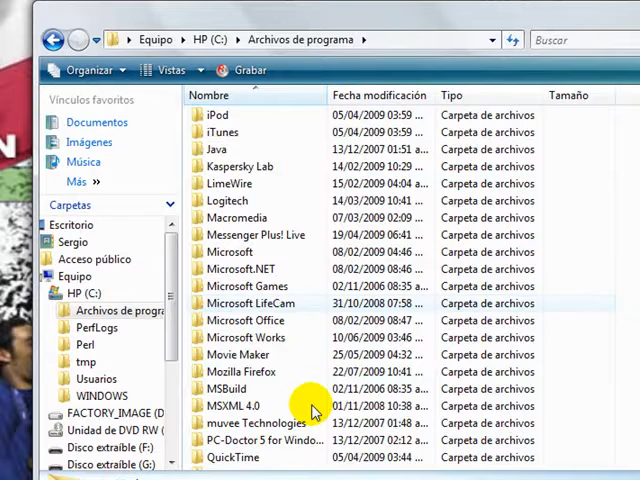 Equipo ▸ HP (C:) ▸ Archivos de programa ▸
Buscar
Organizar Vistas Grabar
Vínculos favoritos
Documentos
Imágenes
Música
Más »
Carpetas
Escritorio
Sergio
Acceso público
Equipo
HP (C:)
Archivos de progra
PerfLogs
Perl
tmp
Usuarios
WINDOWS
FACTORY_IMAGE (D
Unidad de DVD RW (
Disco extraíble (F:)
Disco extraíble (G:)
Nombre Fecha modificación Tipo Tamaño
iPod 05/04/2009 03:59 ... Carpeta de archivos
iTunes 05/04/2009 03:59 ... Carpeta de archivos
Java 13/12/2007 01:51 a... Carpeta de archivos
Kaspersky Lab 14/02/2009 10:29 ... Carpeta de archivos
LimeWire 15/02/2009 04:04 a... Carpeta de archivos
Logitech 14/03/2009 10:41 ... Carpeta de archivos
Macromedia 07/03/2009 02:09 ... Carpeta de archivos
Messenger Plus! Live 19/04/2009 06:41 ... Carpeta de archivos
Microsoft 08/02/2009 04:46 ... Carpeta de archivos
Microsoft.NET 08/02/2009 08:46 ... Carpeta de archivos
Microsoft Games 02/11/2006 08:35 a... Carpeta de archivos
Microsoft LifeCam 31/10/2008 07:58 ... Carpeta de archivos
Microsoft Office 08/02/2009 08:47 ... Carpeta de archivos
Microsoft Works 10/06/2009 03:46 ... Carpeta de archivos
Movie Maker 25/05/2009 04:32 ... Carpeta de archivos
Mozilla Firefox 22/07/2009 10:41 ... Carpeta de archivos
MSBuild 02/11/2006 08:35 a... Carpeta de archivos
MSXML 4.0 01/11/2008 10:38 a... Carpeta de archivos
muvee Technologies 13/12/2007 01:48 a... Carpeta de archivos
PC-Doctor 5 for Windo... 13/12/2007 02:12 a... Carpeta de archivos
QuickTime 05/04/2009 03:44 ... Carpeta de archivos
N